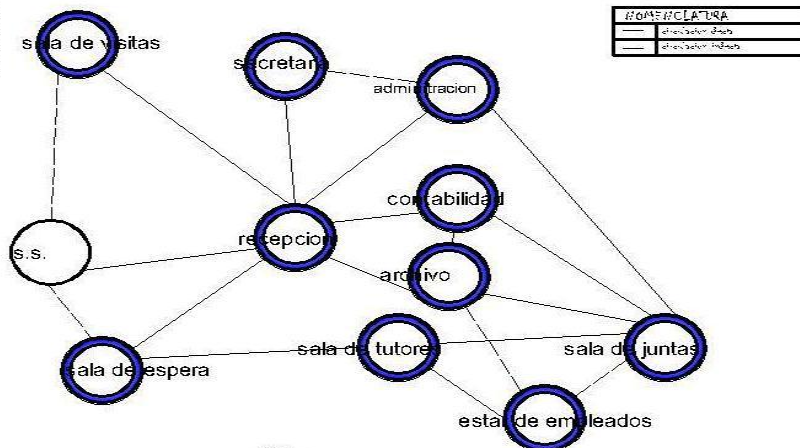 NOMENCLATURA
sala de visitas
secretaria
adminitracion
contabilidad
recepcion
s.s.
archivo
sala de tutores
sala de juntas
sala de espera
estar de empleados